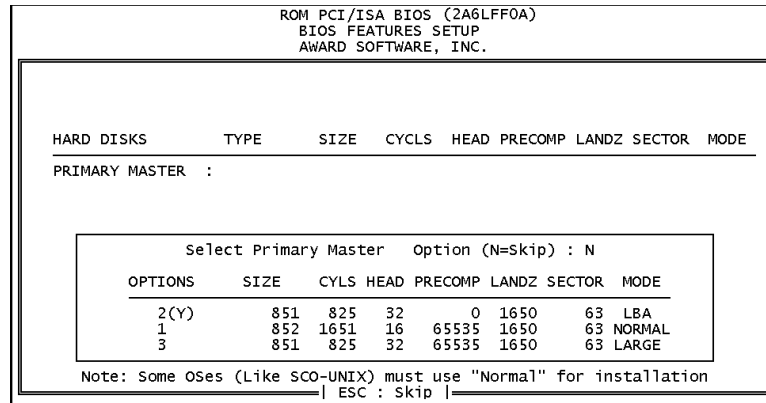 ROM PCI/ISA BIOS (2A6LFF0A)
BIOS FEATURES SETUP
AWARD SOFTWARE, INC.
HARD DISKS TYPE SIZE CYCLS HEAD PRECOMP LANDZ SECTOR MODE
PRIMARY MASTER :
Select Primary Master Option (N=Skip) : N
OPTIONS SIZE CYLS HEAD PRECOMP LANDZ SECTOR MODE
2(Y) 851 825 32 0 1650 63 LBA
1 852 1651 16 65535 1650 63 NORMAL
3 851 825 32 65535 1650 63 LARGE
Note: Some OSes (Like SCO-UNIX) must use "Normal" for installation
ESC : Skip